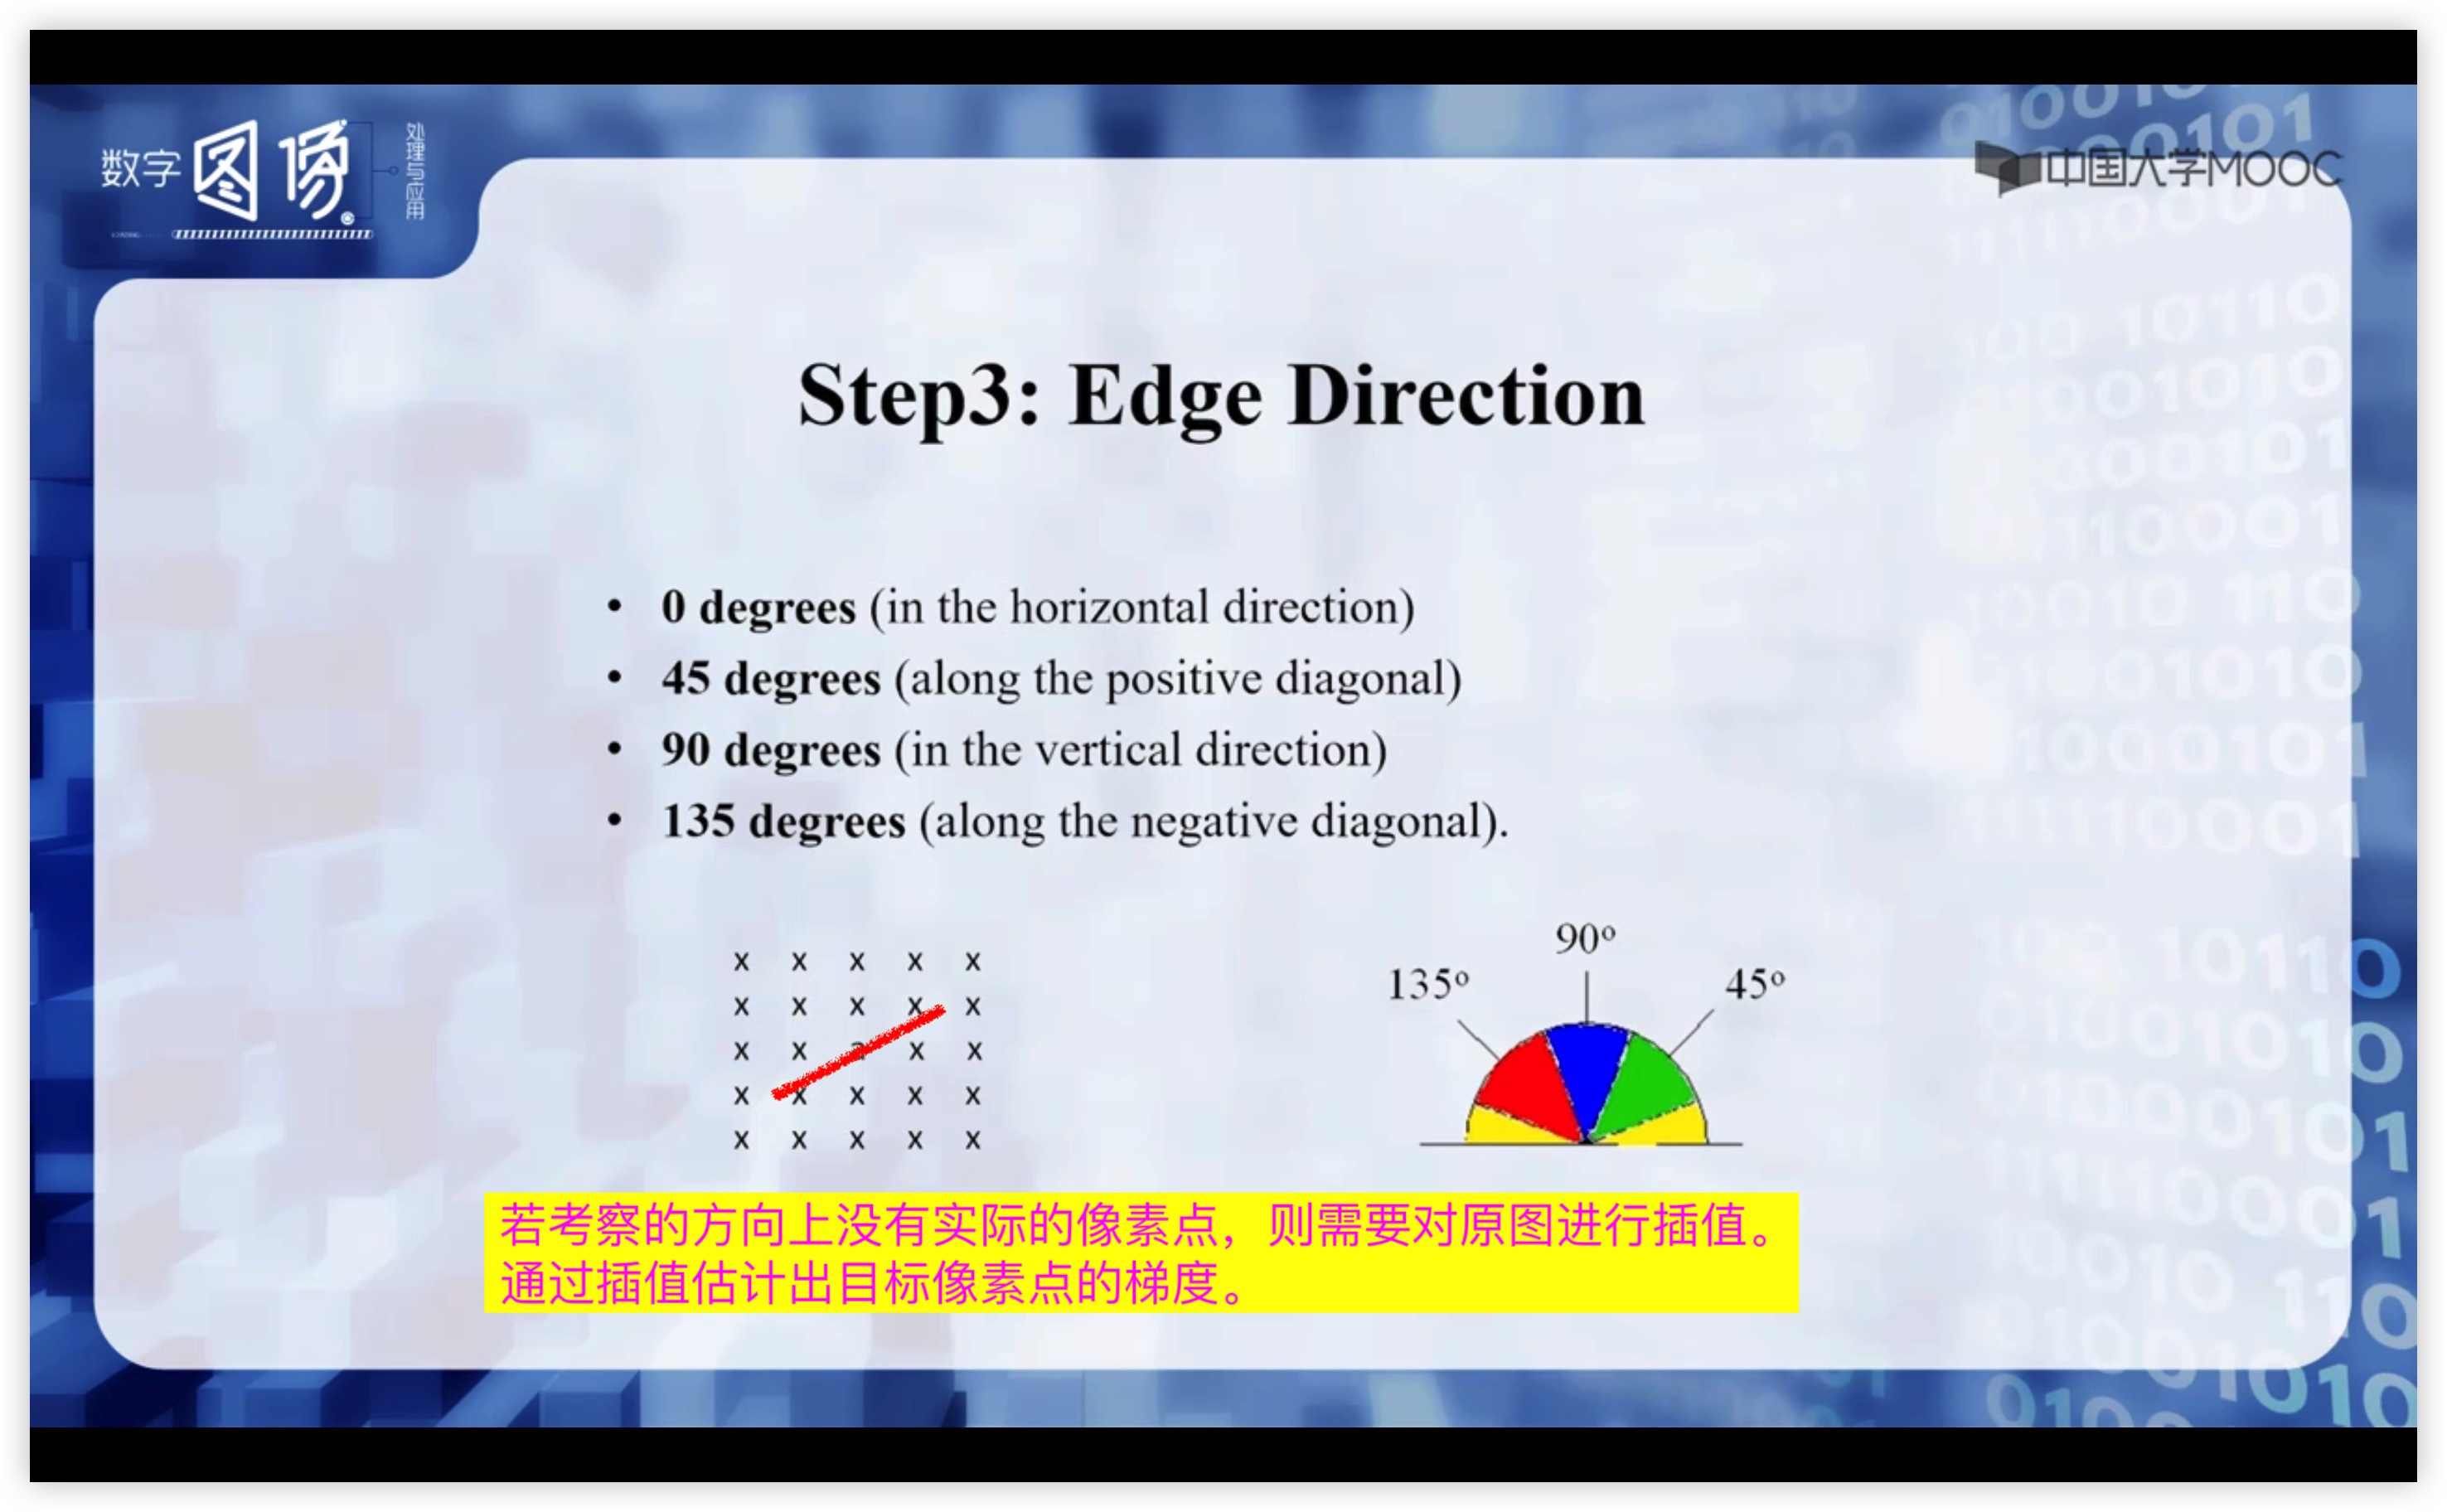 数字图像处理与应用
中国大学MOOC
Step3: Edge Direction
• 0 degrees (in the horizontal direction)
• 45 degrees (along the positive diagonal)
• 90 degrees (in the vertical direction)
• 135 degrees (along the negative diagonal).
x x x x x
x x x x x
x x a x x
x x x x x
x x x x x
90º
135º
45º
若考察的方向上没有实际的像素点，则需要对原图进行插值。
通过插值估计出目标像素点的梯度。